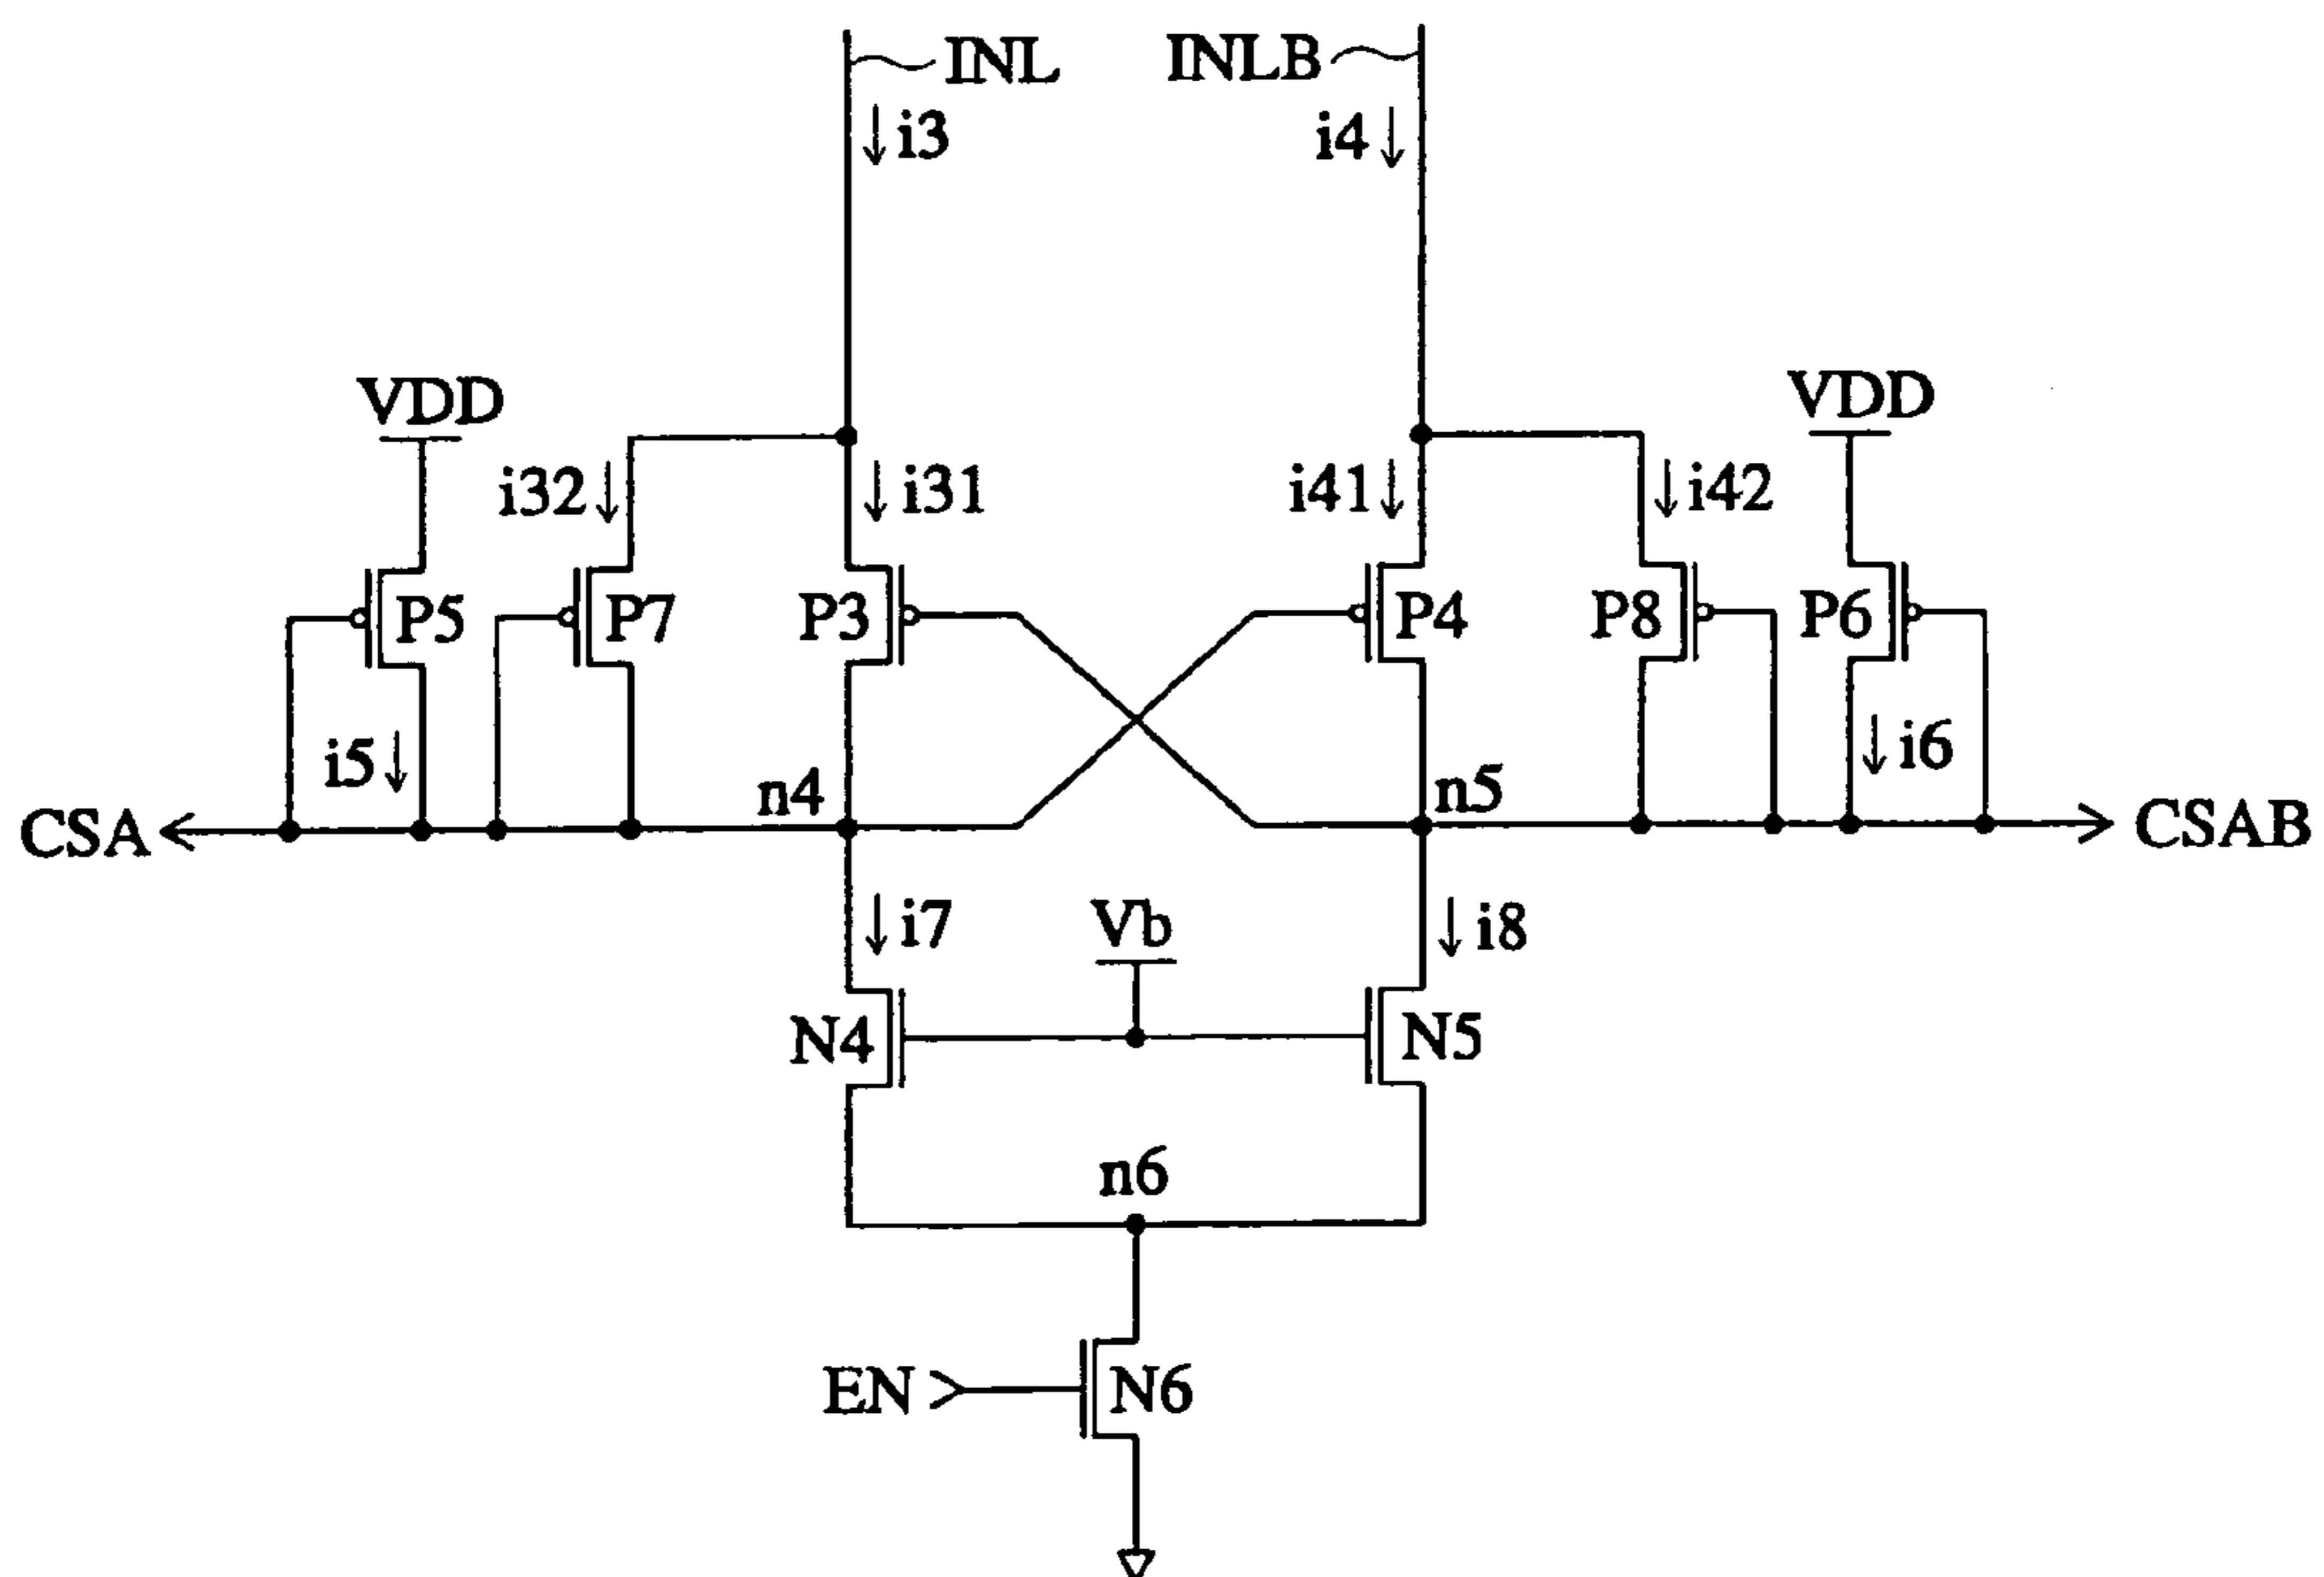 INL
INLB
i3
i4
VDD
VDD
i32
i31
i41
i42
P5
P7
P3
P4
P8
P6
i5
n4
n5
i6
CSA
CSAB
i7
Vb
i8
N4
N5
n6
EN
N6